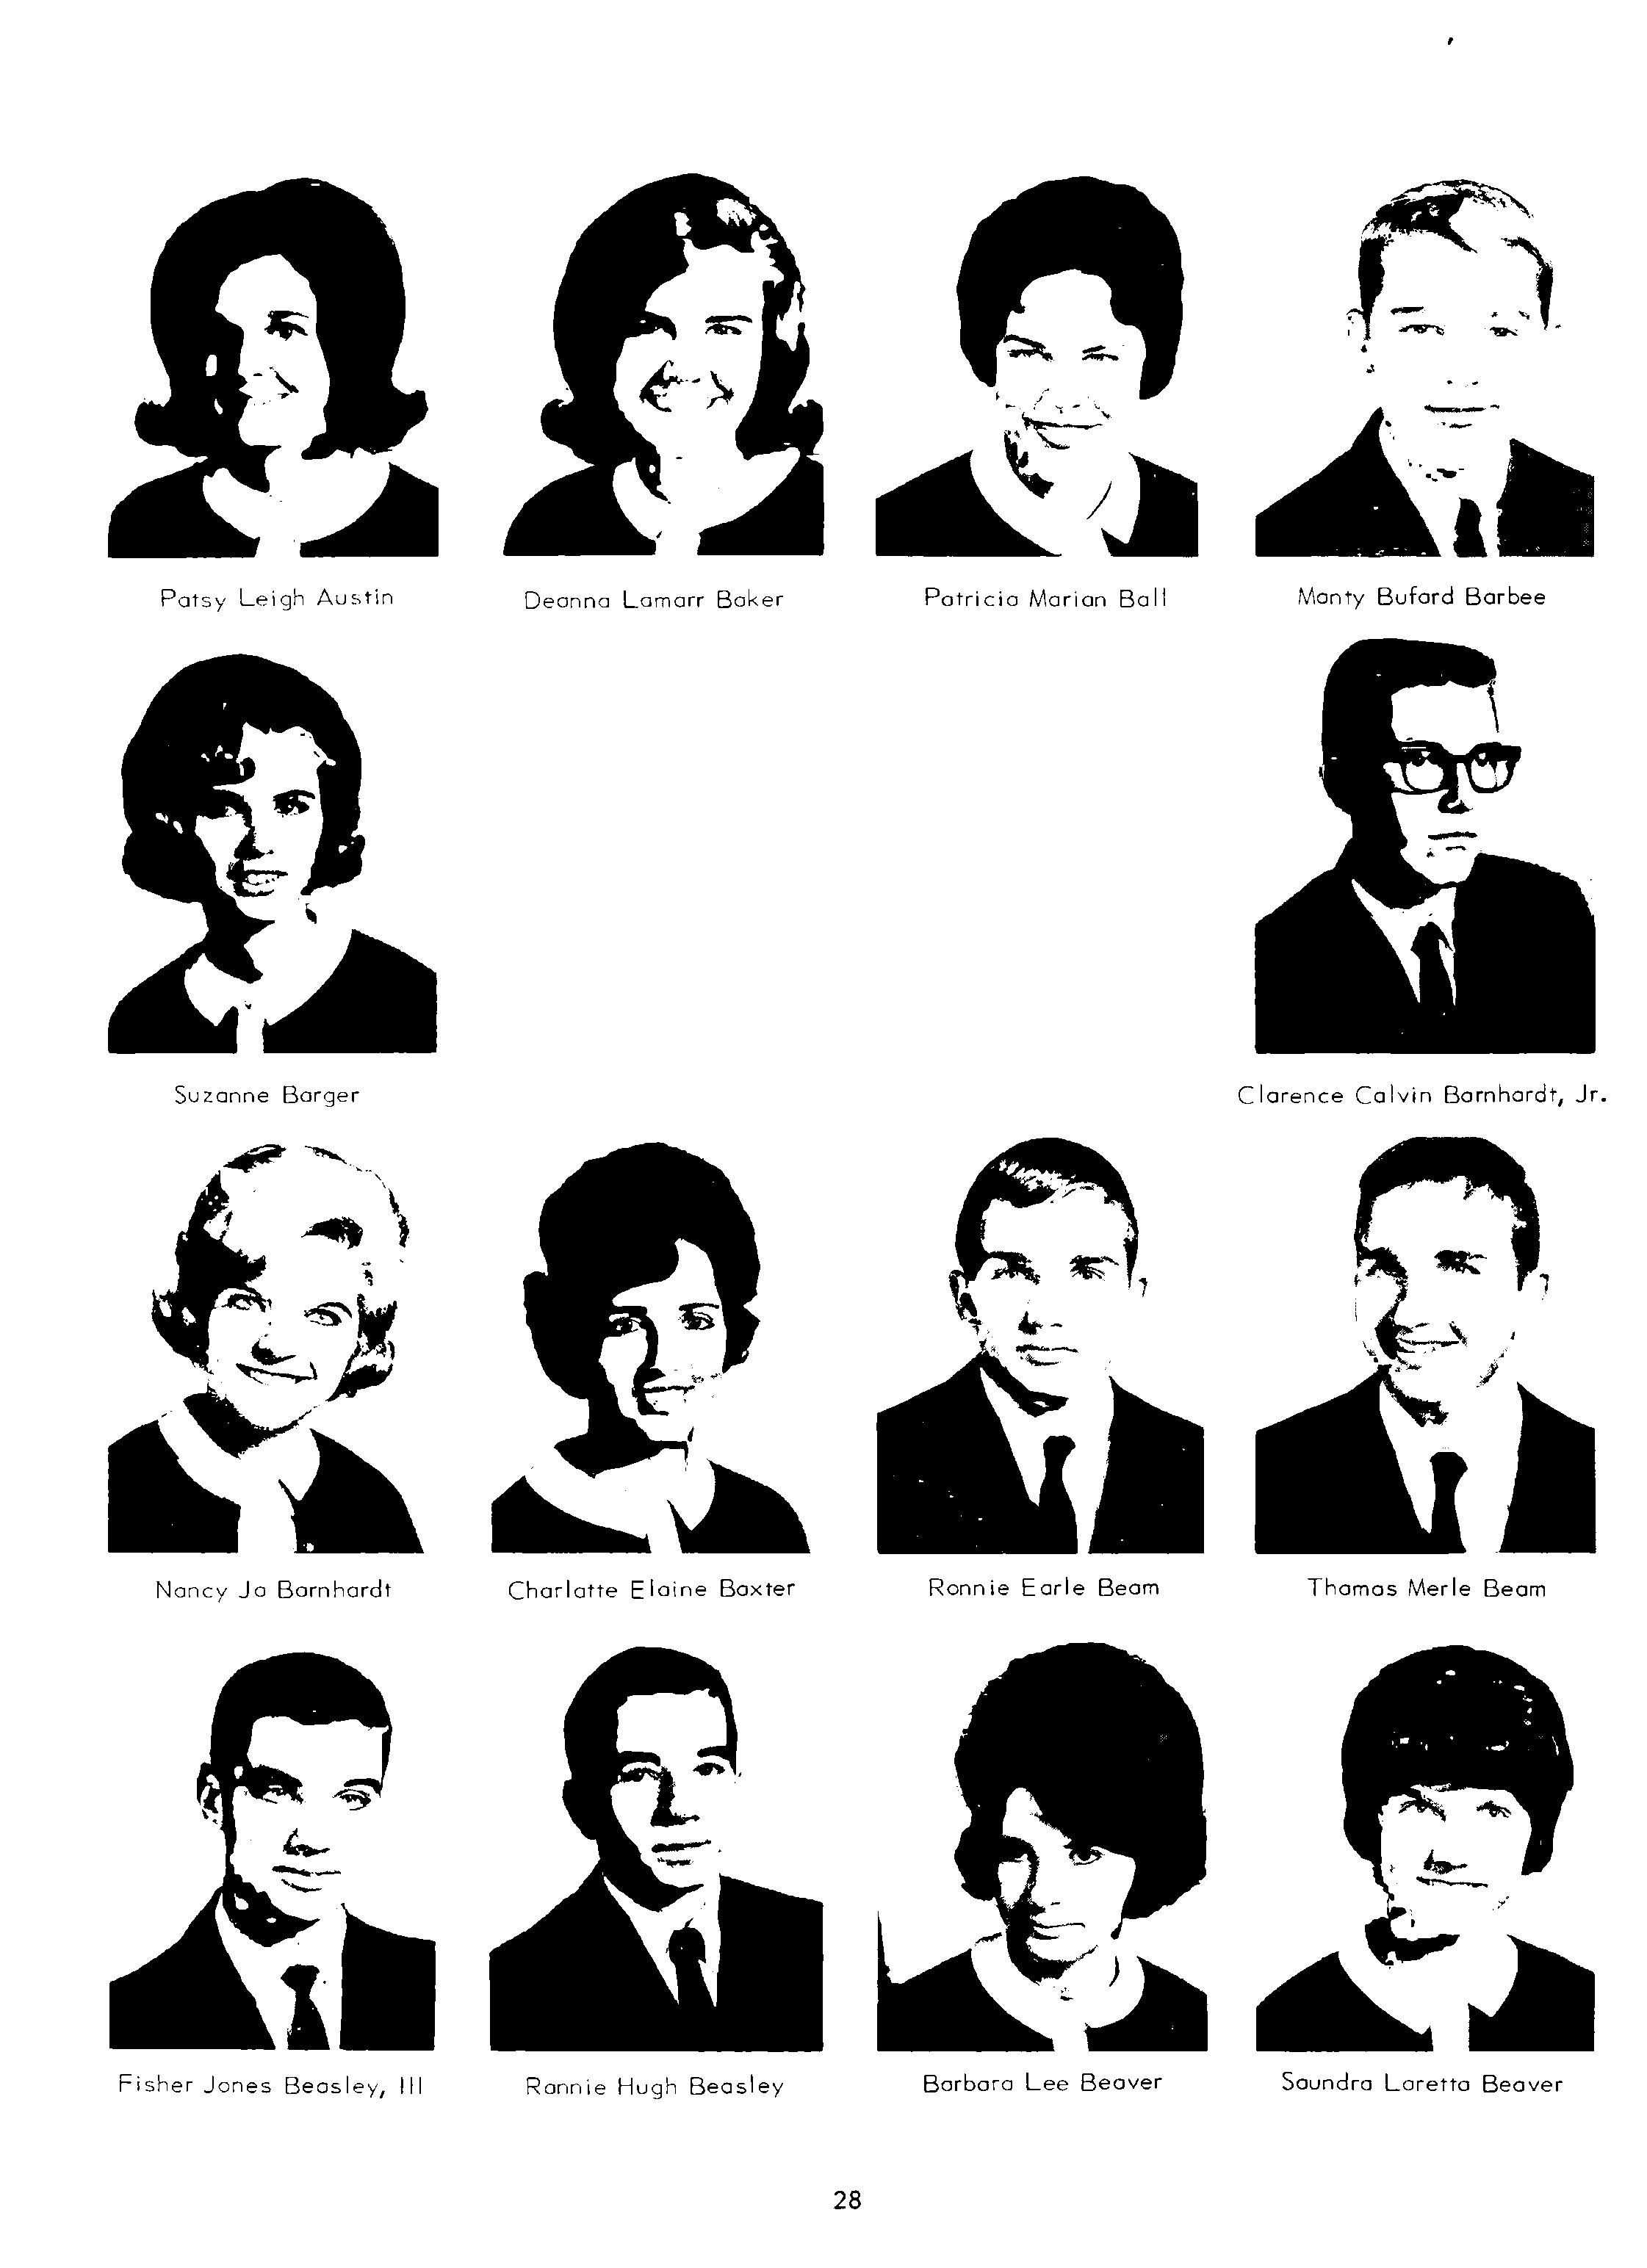 Patsy Leigh Austin
Deanna Lamarr Baker
Patricia Marian Ball
Monty Buford Barbee
Suzanne Barger
Clarence Calvin Barnhardt, Jr.
Nancy Jo Barnhardt
Charlotte Elaine Baxter
Ronnie Earle Beam
Thomas Merle Beam
Fisher Jones Beasley, III
Ronnie Hugh Beasley
Barbara Lee Beaver
Saundra Loretta Beaver
28